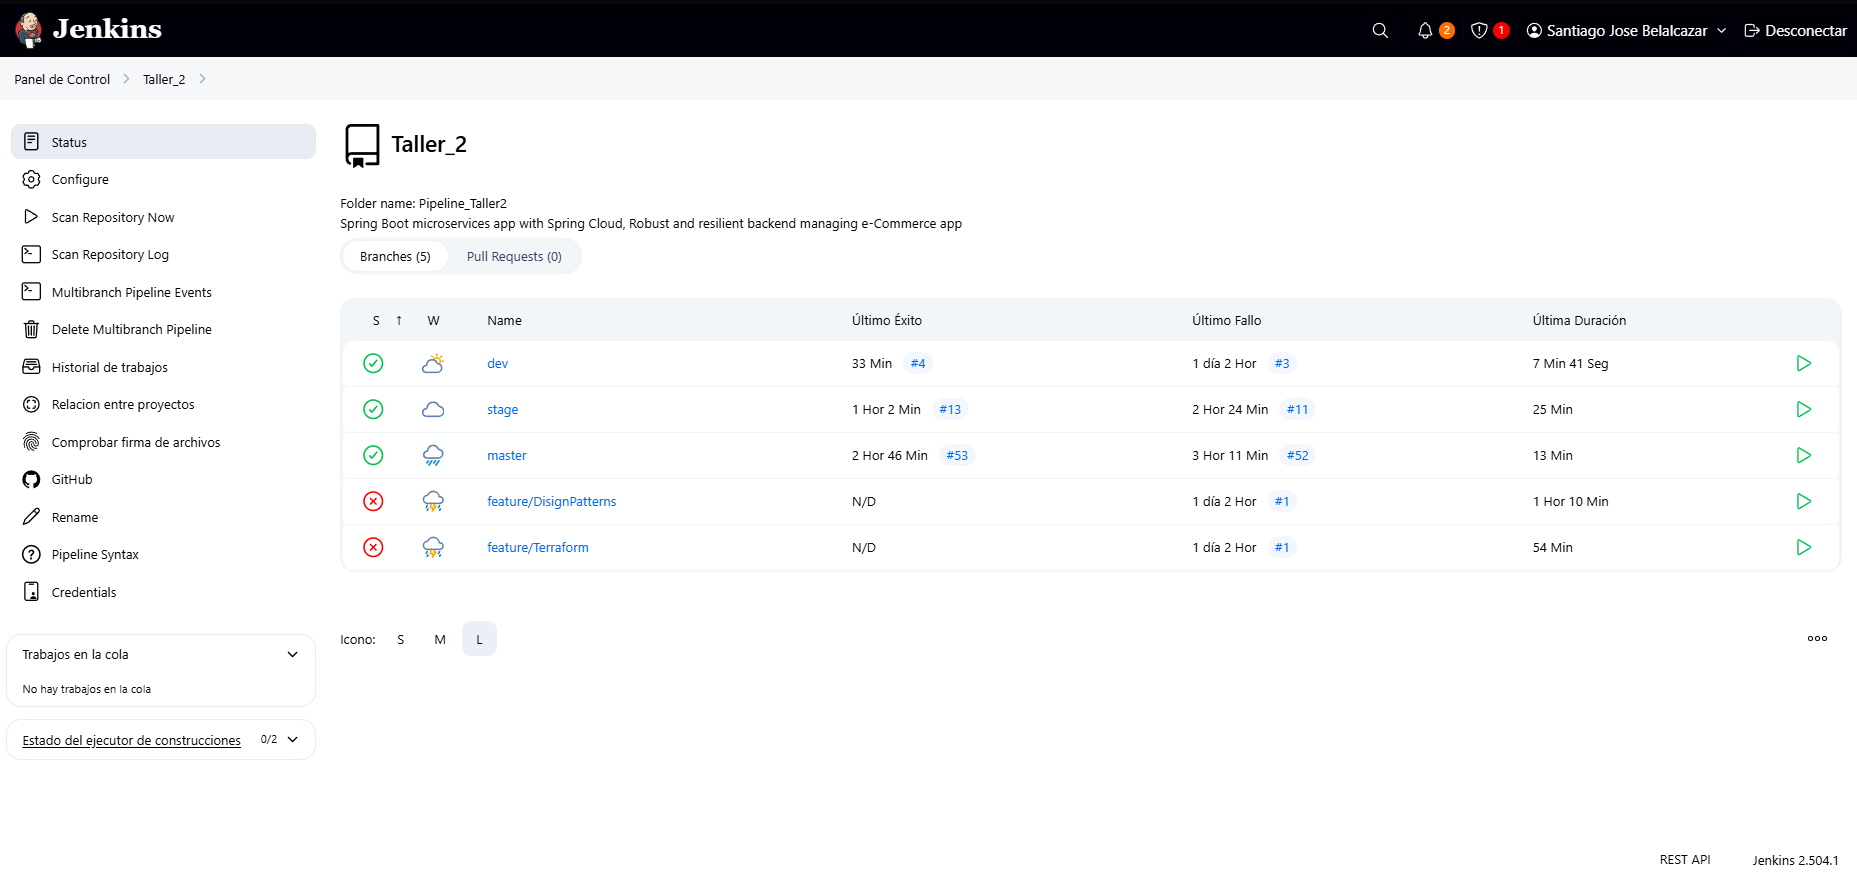 Jenkins
2
1
Santiago Jose Belalcazar
Desconectar
Panel de Control
Taller_2
Status
Configure
Scan Repository Now
Scan Repository Log
Multibranch Pipeline Events
Delete Multibranch Pipeline
Historial de trabajos
Relacion entre proyectos
Comprobar firma de archivos
GitHub
Rename
Pipeline Syntax
Credentials
Trabajos en la cola
No hay trabajos en la cola
Estado del ejecutor de construcciones 0/2
Taller_2
Folder name: Pipeline_Taller2
Spring Boot microservices app with Spring Cloud, Robust and resilient backend managing e-Commerce app
Branches (5) Pull Requests (0)
S ↑ W Name Último Éxito Último Fallo Última Duración
dev 33 Min #4 1 día 2 Hor #3 7 Min 41 Seg
stage 1 Hor 2 Min #13 2 Hor 24 Min #11 25 Min
master 2 Hor 46 Min #53 3 Hor 11 Min #52 13 Min
feature/DisignPatterns N/D 1 día 2 Hor #1 1 Hor 10 Min
feature/Terraform N/D 1 día 2 Hor #1 54 Min
Icono: S M L
REST API Jenkins 2.504.1